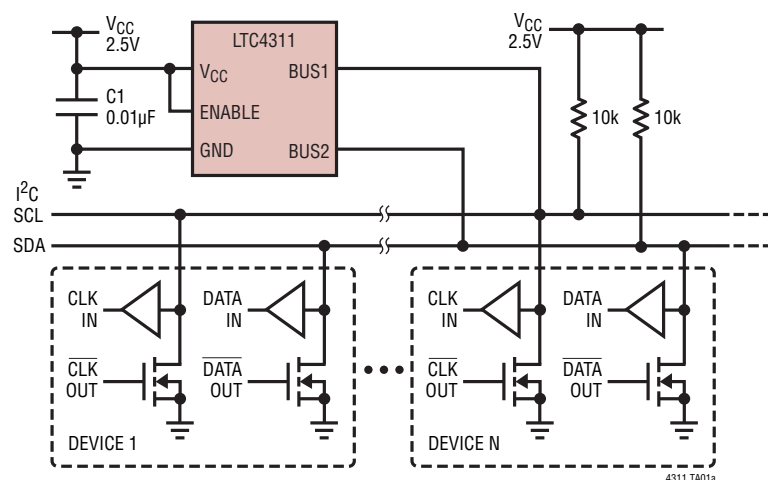 VCC
2.5V
C1
0.01µF
LTC4311
VCC
ENABLE
GND
BUS1
BUS2
VCC
2.5V
10k
10k
I2C
SCL
SDA
CLK
IN
DATA
IN
CLK
OUT
DATA
OUT
DEVICE 1
CLK
IN
DATA
IN
CLK
OUT
DATA
OUT
DEVICE N
4311 TA01a